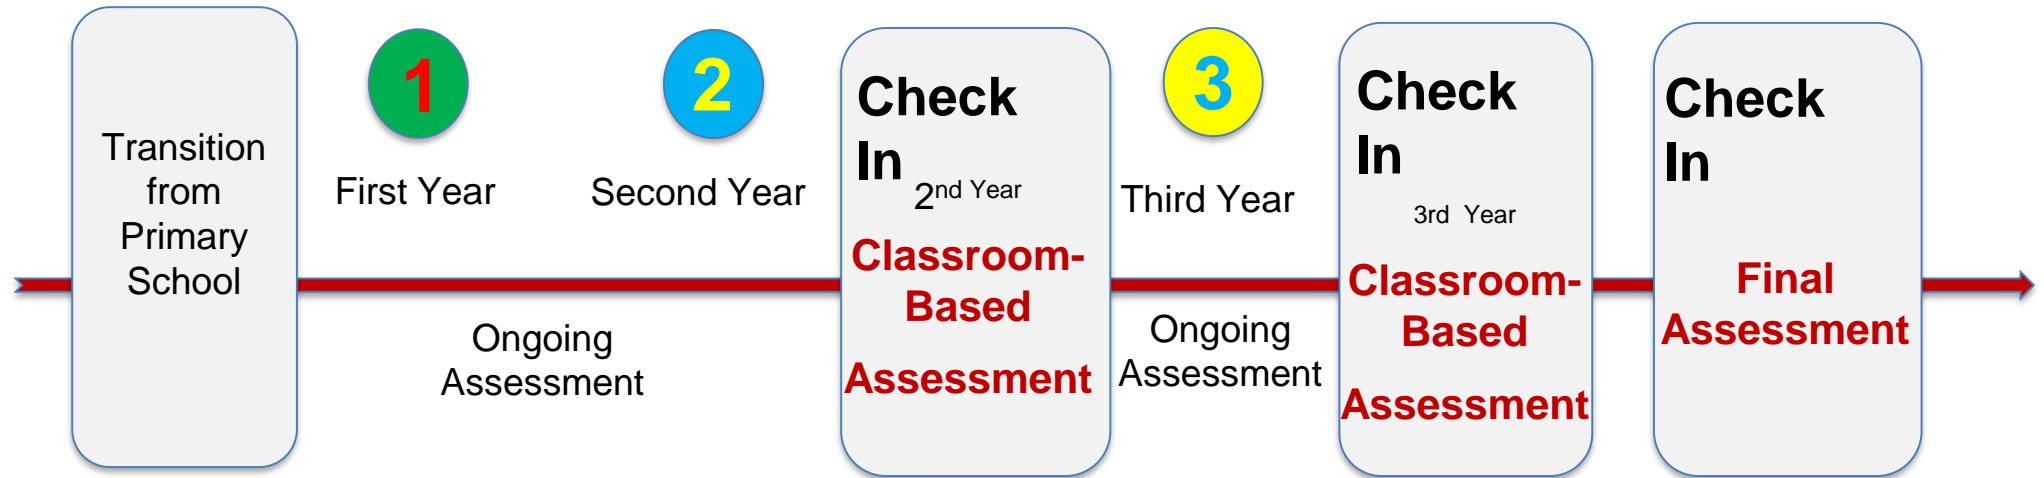 Transition
from
Primary
School
1
First Year
2
Second Year
Ongoing
Assessment
Check
In
2nd Year
Classroom-
Based
Assessment
3
Third Year
Ongoing
Assessment
Check
In
3rd Year
Classroom-
Based
Assessment
Check
In
Final
Assessment